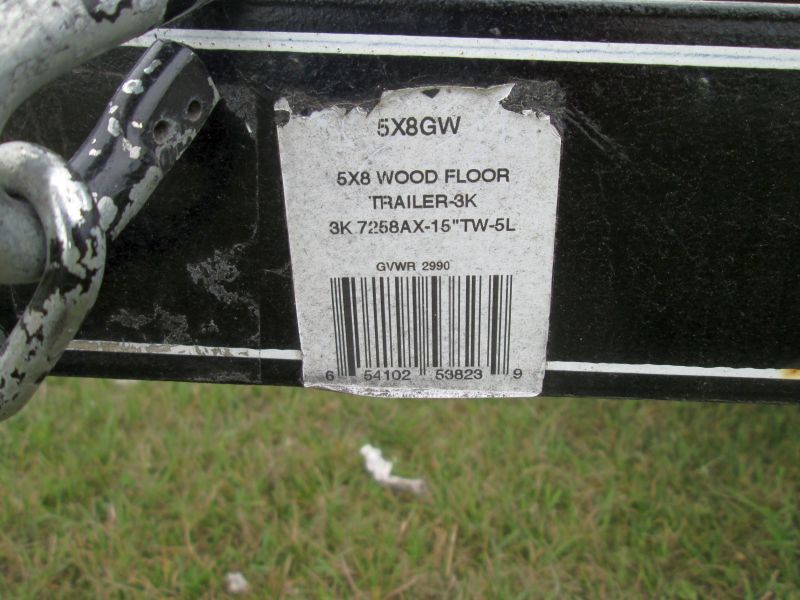 5X8GW
5X8 WOOD FLOOR
TRAILER-3K
3K 7258AX-15"TW-5L
GVWR 2990
6 54102 53823 9